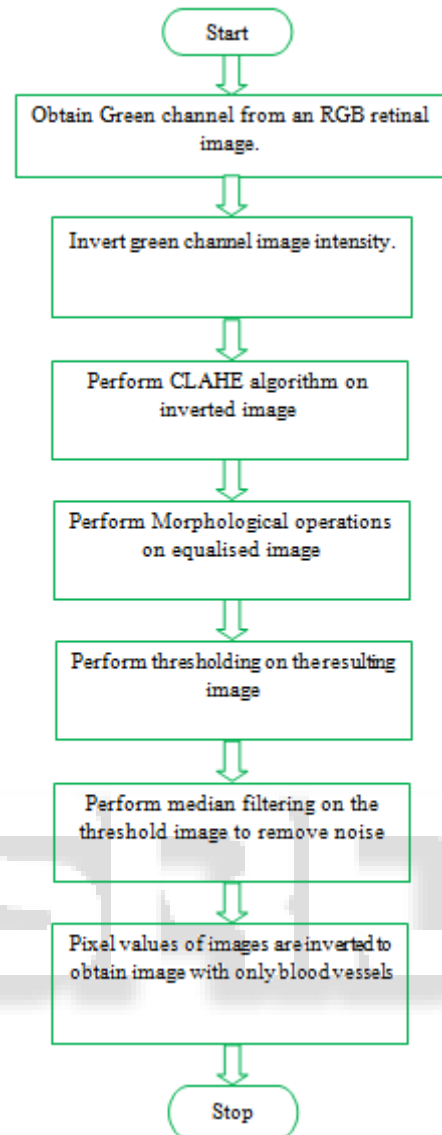 Start
Obtain Green channel from an RGB retinal
image.
Invert green channel image intensity.
Perform CLAHE algorithm on
inverted image
Perform Morphological operations
on equalised image
Perform thresholding on the resulting
image
Perform median filtering on the
threshold image to remove noise
Pixel values of images are inverted to
obtain image with only blood vessels
Stop